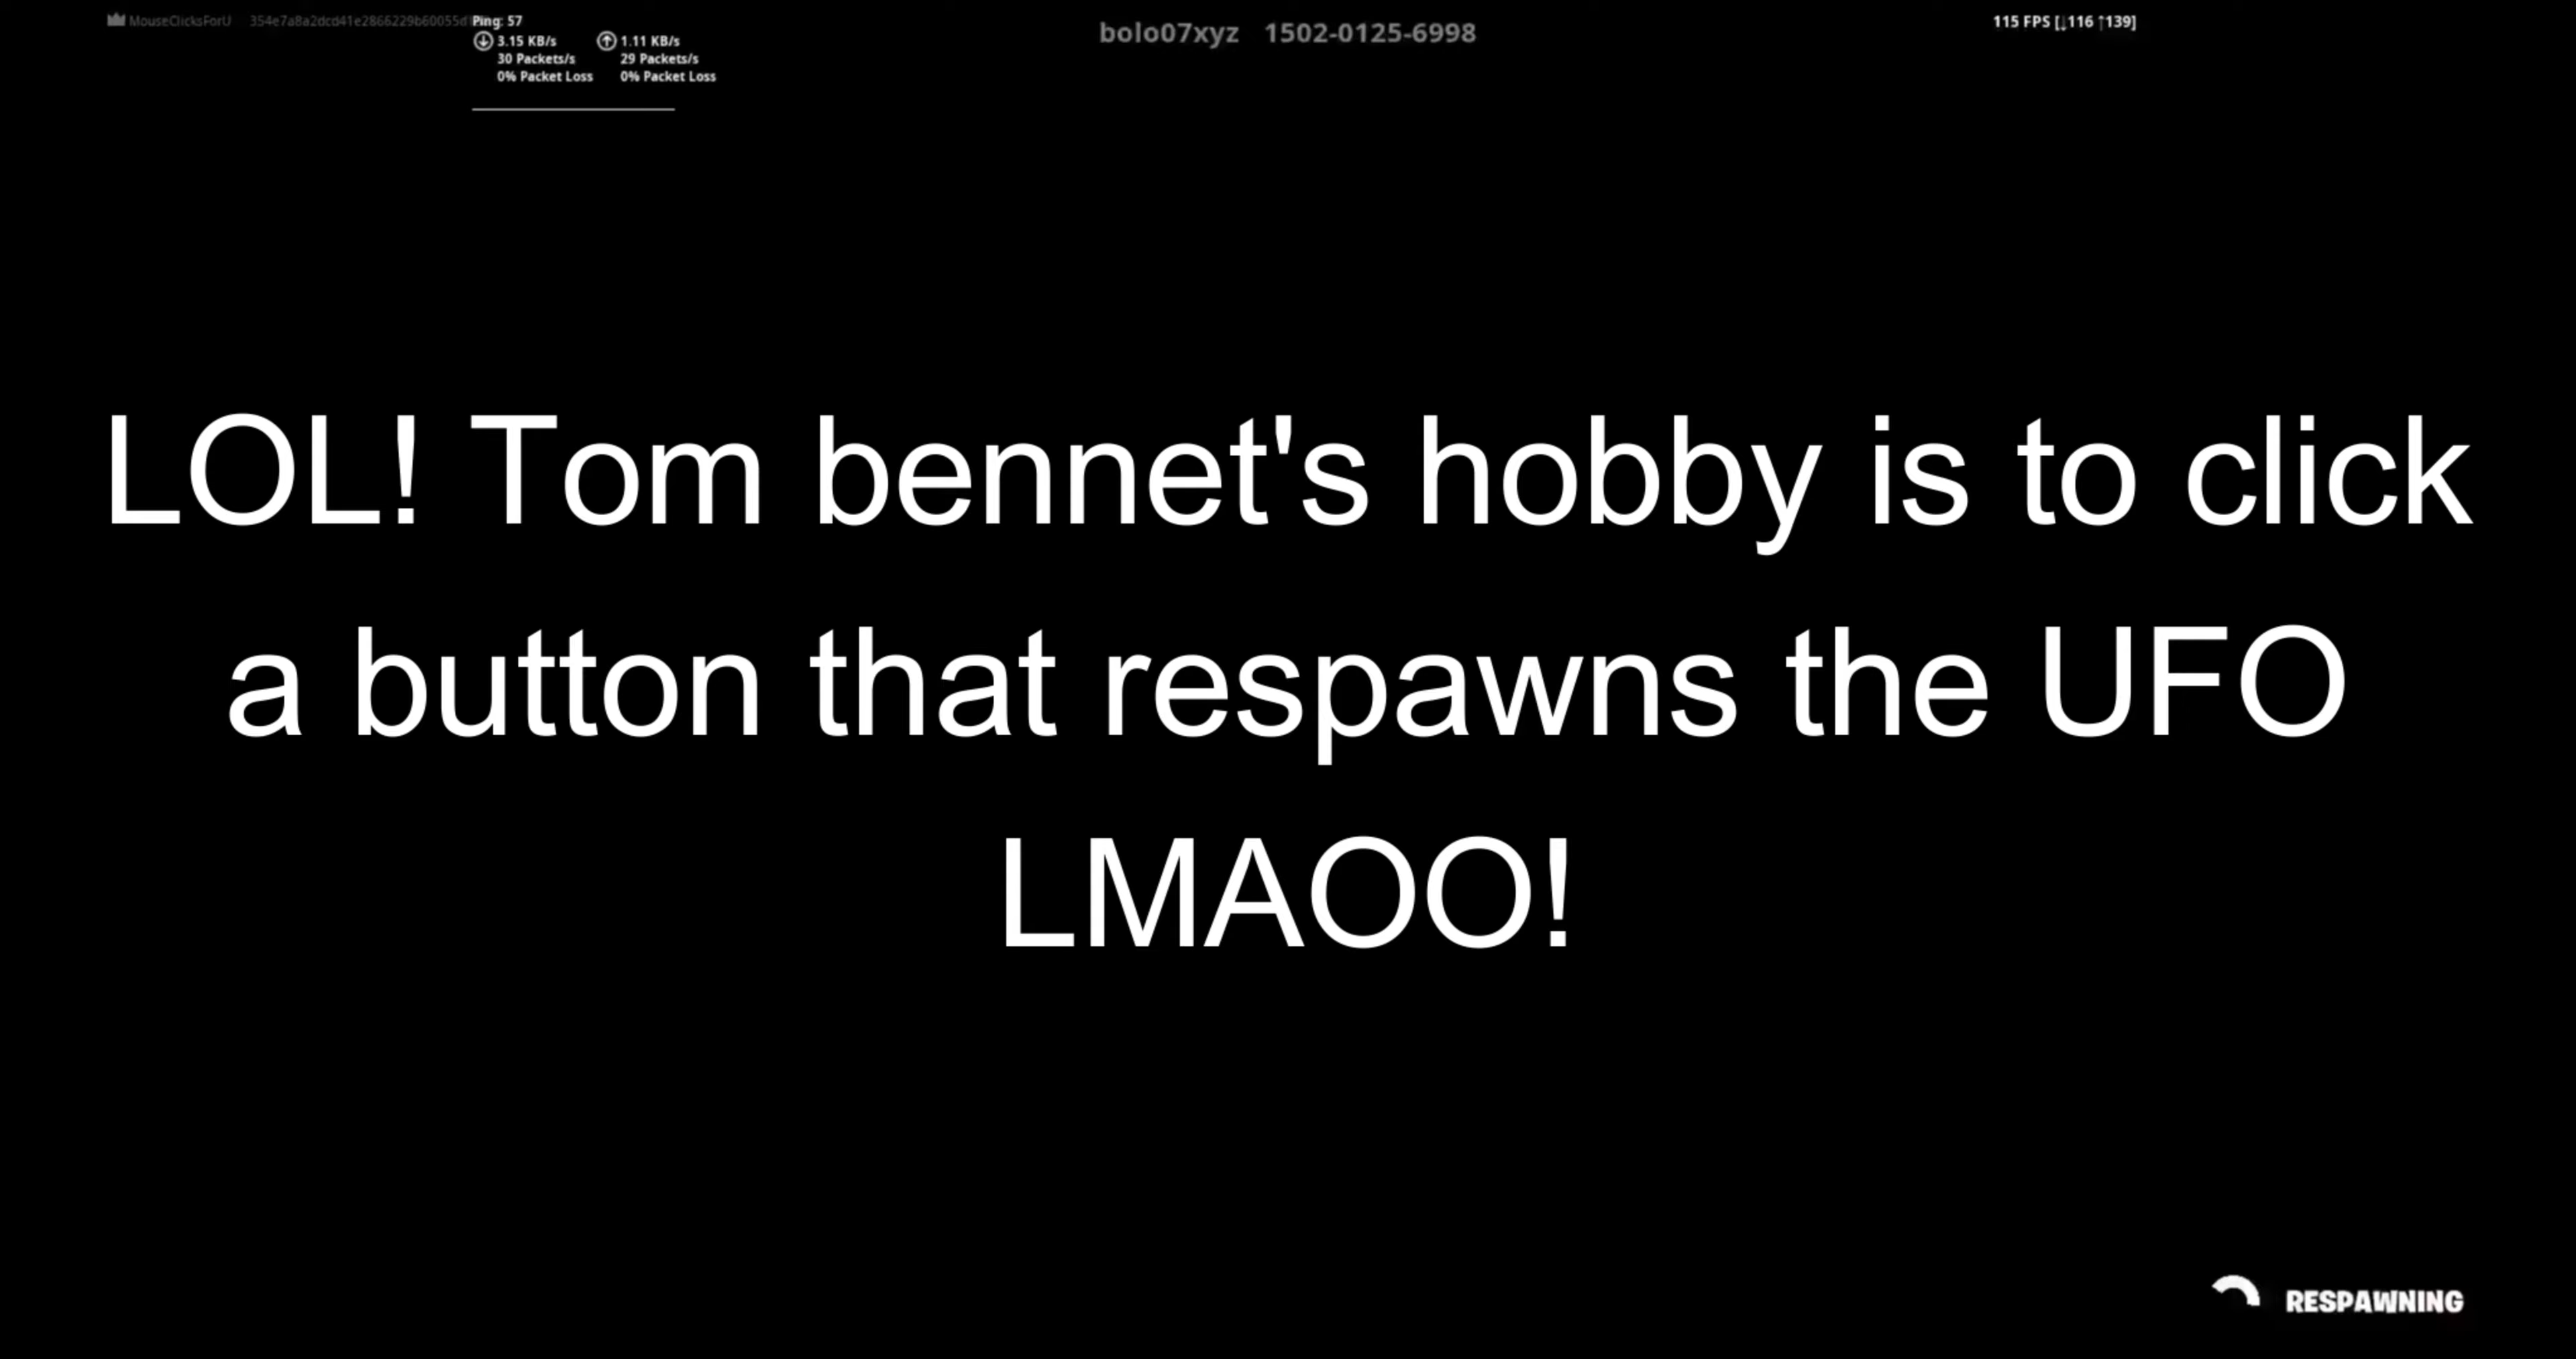 MouseClicksForU
Ping: 57
3.15 KB/s 1.11 KB/s
30 Packets/s 29 Packets/s
0% Packet Loss 0% Packet Loss
bolo07xyz 1502-0125-6998
115 FPS [↓116 ↑139]
LOL! Tom bennet's hobby is to click
a button that respawns the UFO
LMAOO!
RESPAWNING